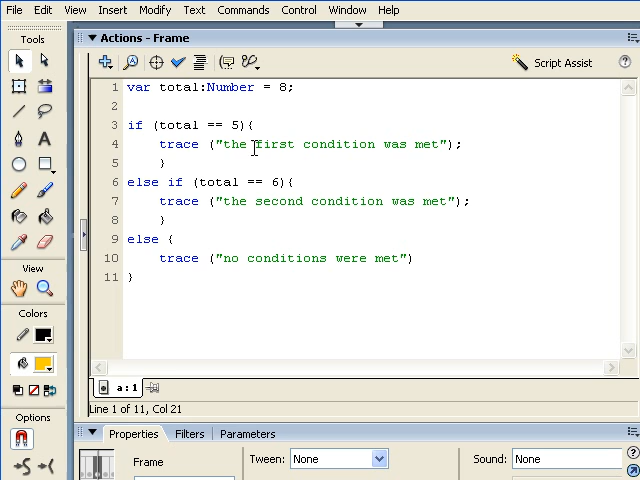 File Edit View Insert Modify Text Commands Control Window Help
Tools
Actions - Frame
Script Assist
1 var total:Number = 8;
2
3 if (total == 5){
4 trace ("the first condition was met");
5 }
6 else if (total == 6){
7 trace ("the second condition was met");
8 }
9 else {
10 trace ("no conditions were met")
11 }
View
Colors
Options
a : 1
Line 1 of 11, Col 21
Properties Filters Parameters
Frame
Tween: None
Sound: None